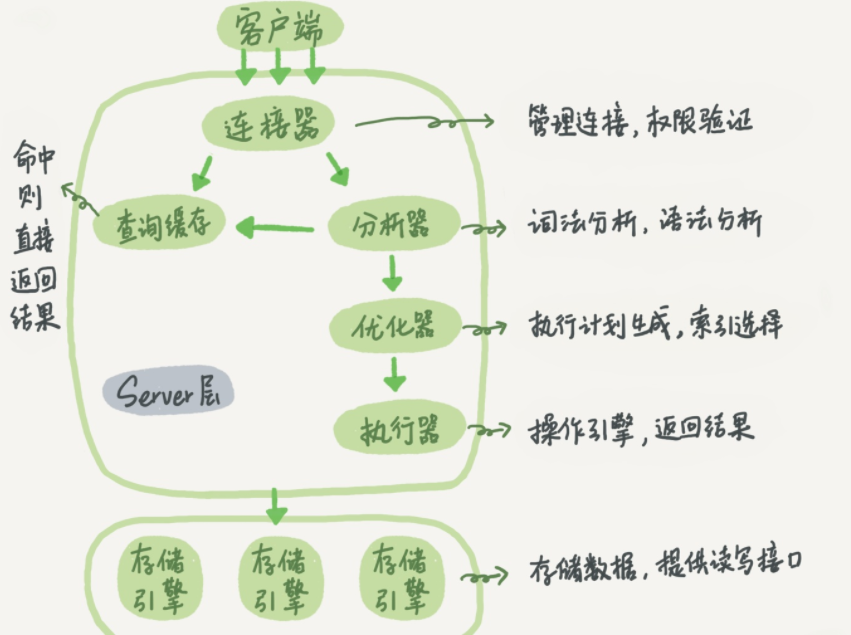 客户端
连接器
管理连接，权限验证
命中
则
直接
返回
结果
查询缓存
分析器
词法分析，语法分析
优化器
执行计划生成，索引选择
Server层
执行器
操作引擎，返回结果
存储
引擎
存储
引擎
存储
引擎
存储数据，提供读写接口